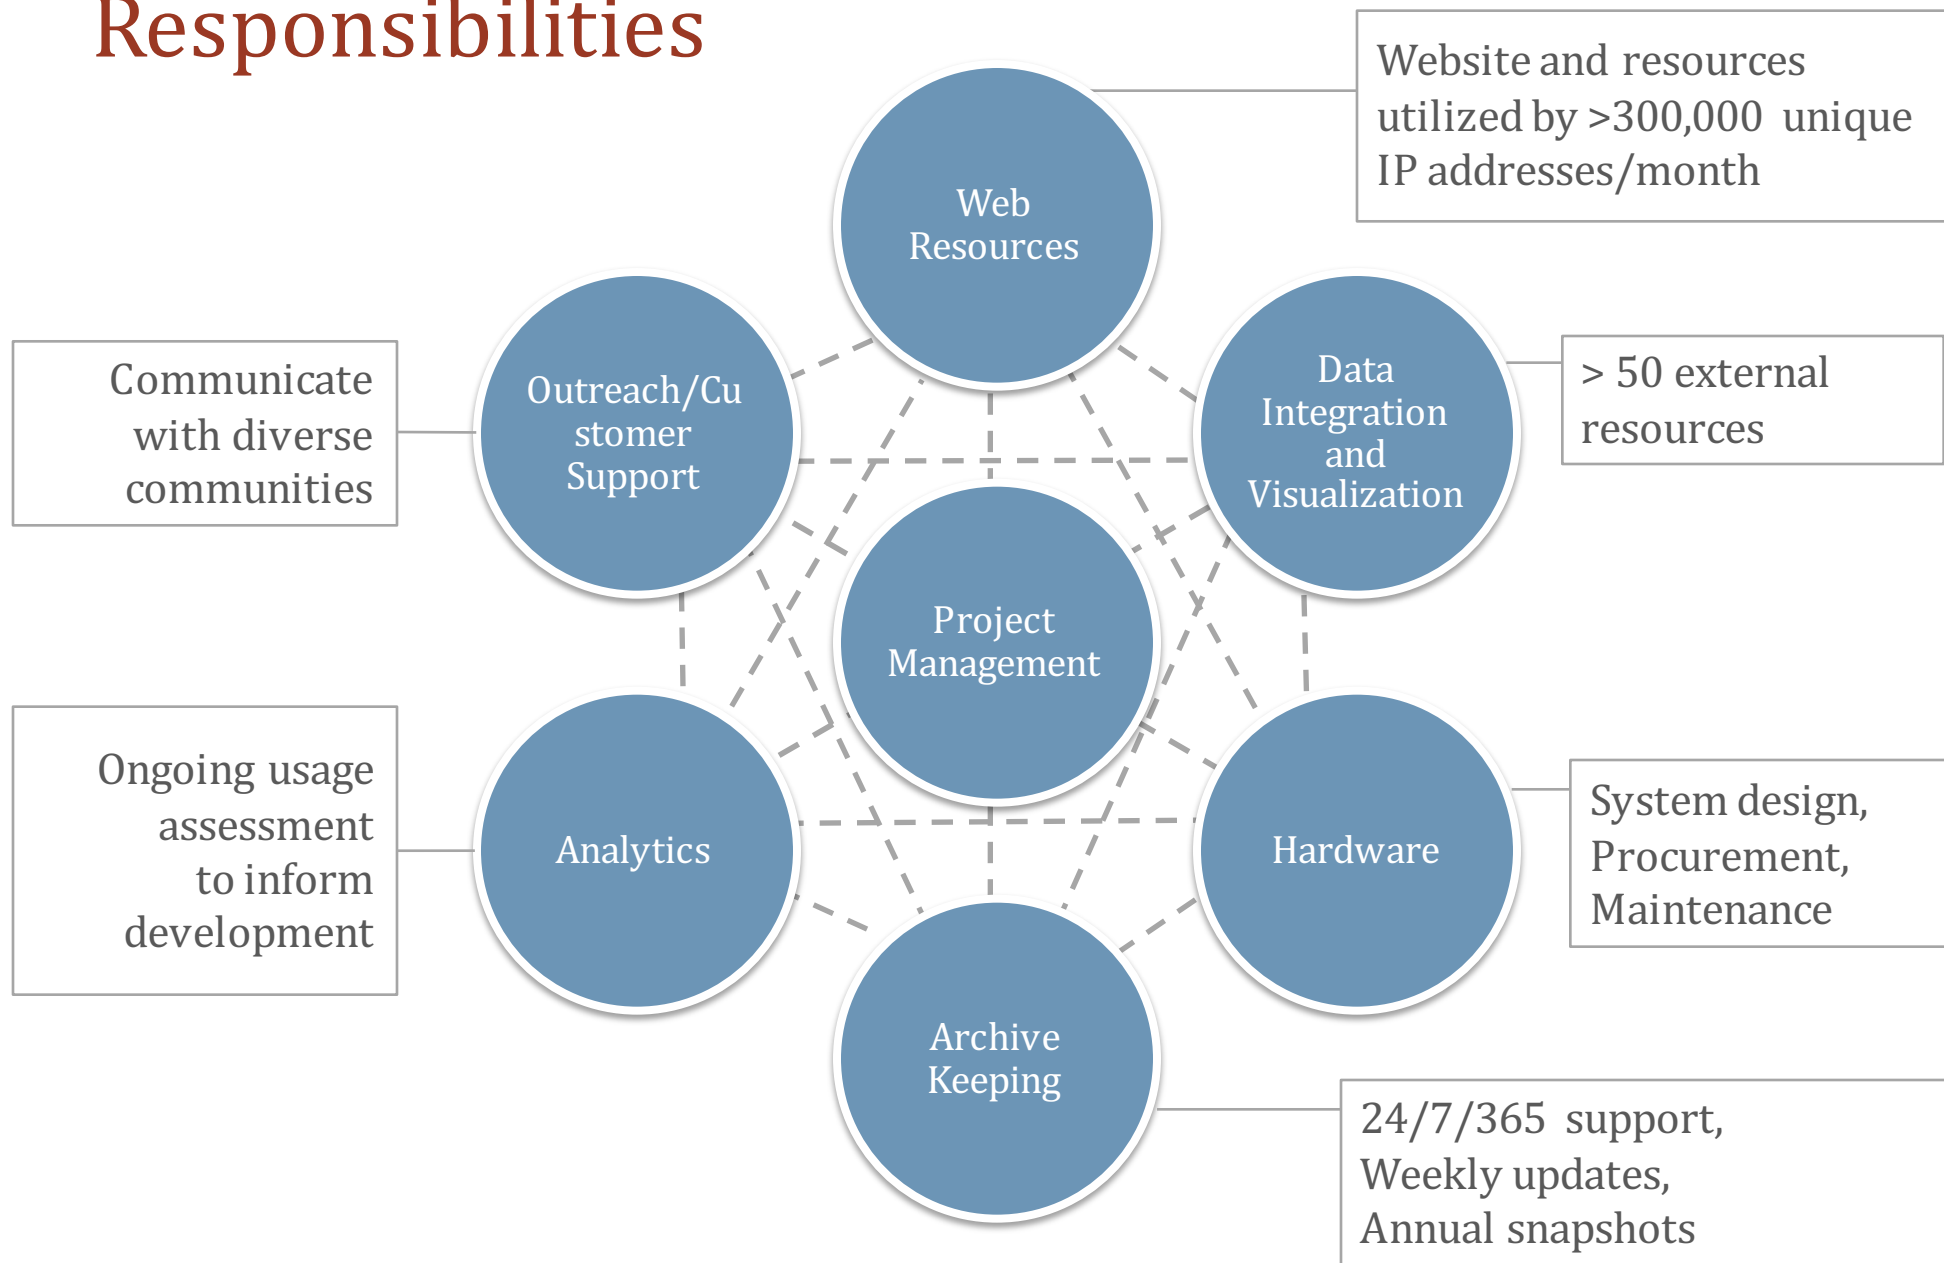 Responsibilities
Website and resources
utilized by >300,000 unique
IP addresses/month
Web
Resources
Communicate
with diverse
communities
Outreach/Cu
stomer
Support
Data
Integration
and
Visualization
> 50 external
resources
Project
Management
Ongoing usage
assessment
to inform
development
Analytics
Hardware
System design,
Procurement,
Maintenance
Archive
Keeping
24/7/365 support,
Weekly updates,
Annual snapshots